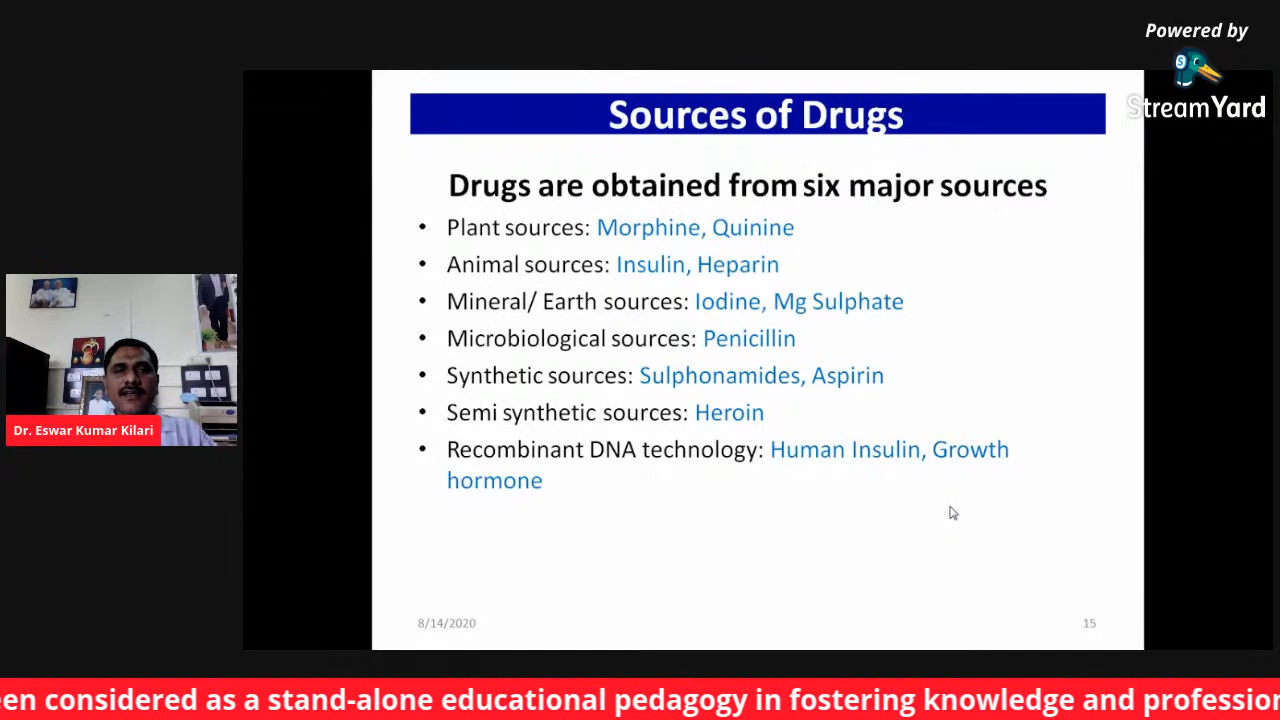 Powered by
StreamYard
Sources of Drugs
Drugs are obtained from six major sources
• Plant sources: Morphine, Quinine
• Animal sources: Insulin, Heparin
• Mineral/ Earth sources: Iodine, Mg Sulphate
• Microbiological sources: Penicillin
• Synthetic sources: Sulphonamides, Aspirin
• Semi synthetic sources: Heroin
• Recombinant DNA technology: Human Insulin, Growth
hormone
Dr. Eswar Kumar Kilari
8/14/2020
15
een considered as a stand-alone educational pedagogy in fostering knowledge and profession